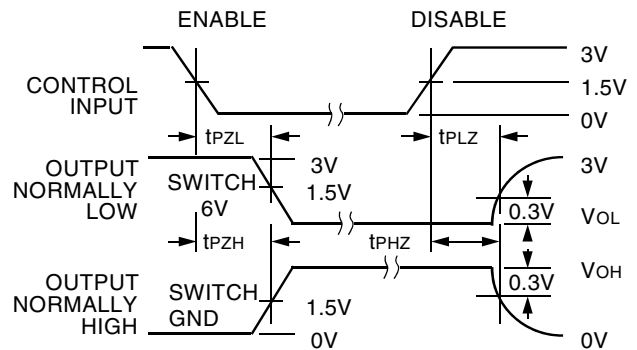 ENABLE DISABLE
3V
CONTROL
INPUT
1.5V
0V
tPZL tPLZ
OUTPUT
NORMALLY
LOW
SWITCH
6V
3V
1.5V
3V
0.3V
VOL
tPZH tPHZ
OUTPUT
NORMALLY
HIGH
SWITCH
GND
1.5V
0V
VOH
0.3V
0V